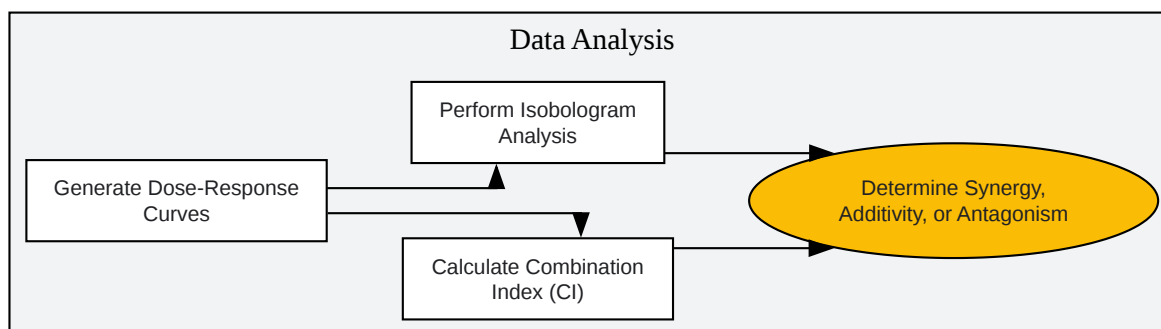 Data Analysis
Generate Dose-Response
Curves
Perform Isobologram
Analysis
Calculate Combination
Index (CI)
Determine Synergy,
Additivity, or Antagonism